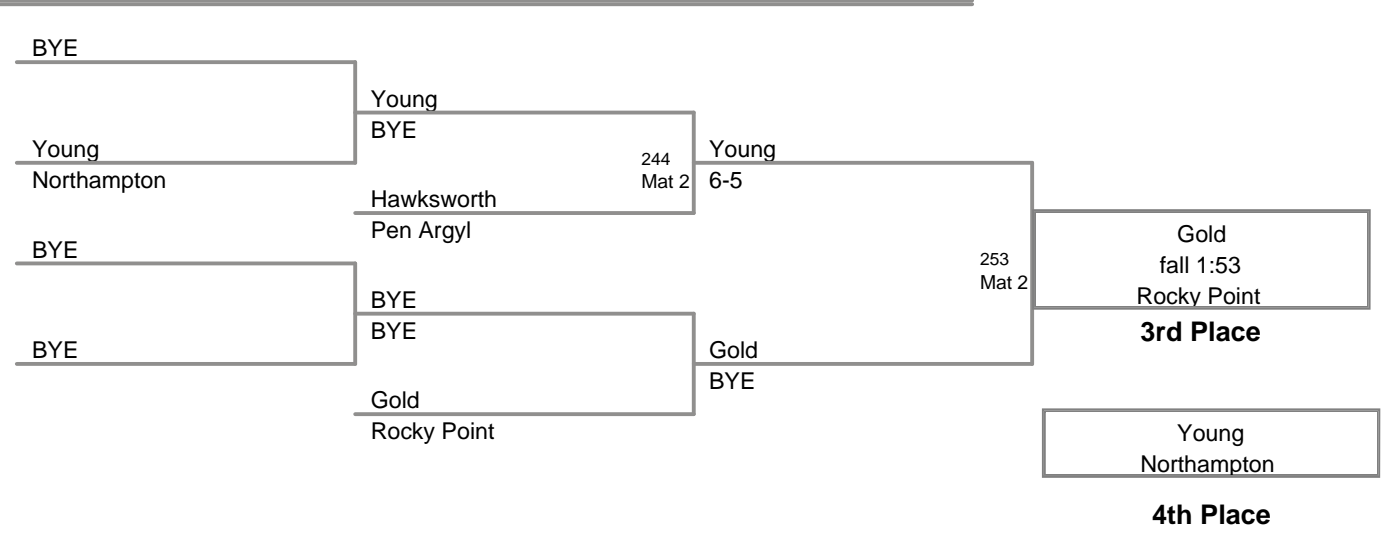 BYE
Young
BYE
Young
Northampton
244
Mat 2
Young
6-5
Hawksworth
Pen Argyl
BYE
253
Mat 2
Gold
fall 1:53
Rocky Point
3rd Place
BYE
BYE
BYE
Gold
BYE
Gold
Rocky Point
Young
Northampton
4th Place